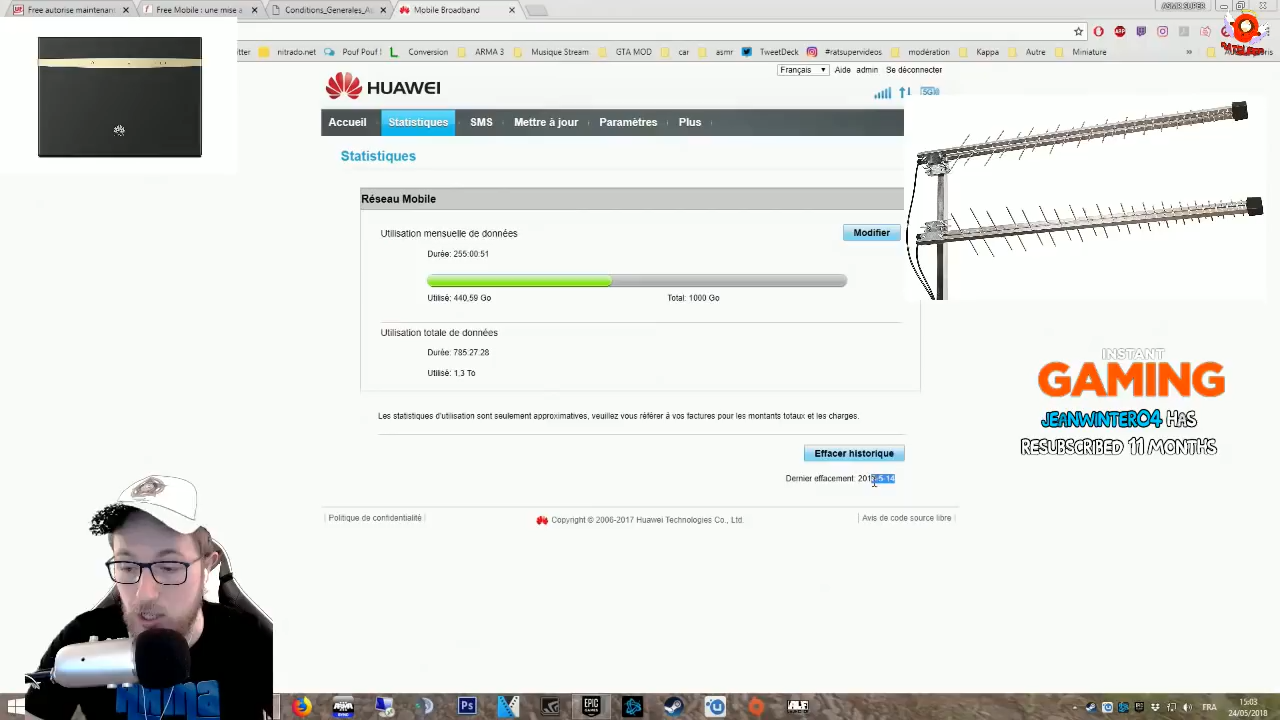 Free autorise maintenan
Free Mobile : une mise
Conditions_Generales_A
Mobile Broadband
itter
nitrado.net
Pouf Pouf !
Conversion
ARMA 3
Musique Stream
GTA MOD
car
asmr
TweetDeck
#atsupervideos
modération
Kappa
Autre
Miniature
»
Français
Aide
admin
Se déconnecter
HUAWEI
Accueil
Statistiques
SMS
Mettre à jour
Paramètres
Plus
Statistiques
Réseau Mobile
Utilisation mensuelle de données
Modifier
Durée: 255:00:51
Utilisé: 440,59 Go
Total: 1000 Go
Utilisation totale de données
Durée: 785:27:28
Utilisé: 1,3 To
Les statistiques d'utilisation sont seulement approximatives, veuillez vous référer à vos factures pour les montants totaux et les charges.
Effacer historique
Dernier effacement:
Politique de confidentialité
Copyright © 2006-2017 Huawei Technologies Co., Ltd.
Avis de code source libre
INSTANT
GAMING
JEANWINTER04 HAS
RESUBSCRIBED 11 MONTHS
FRA
15:03
24/05/2018